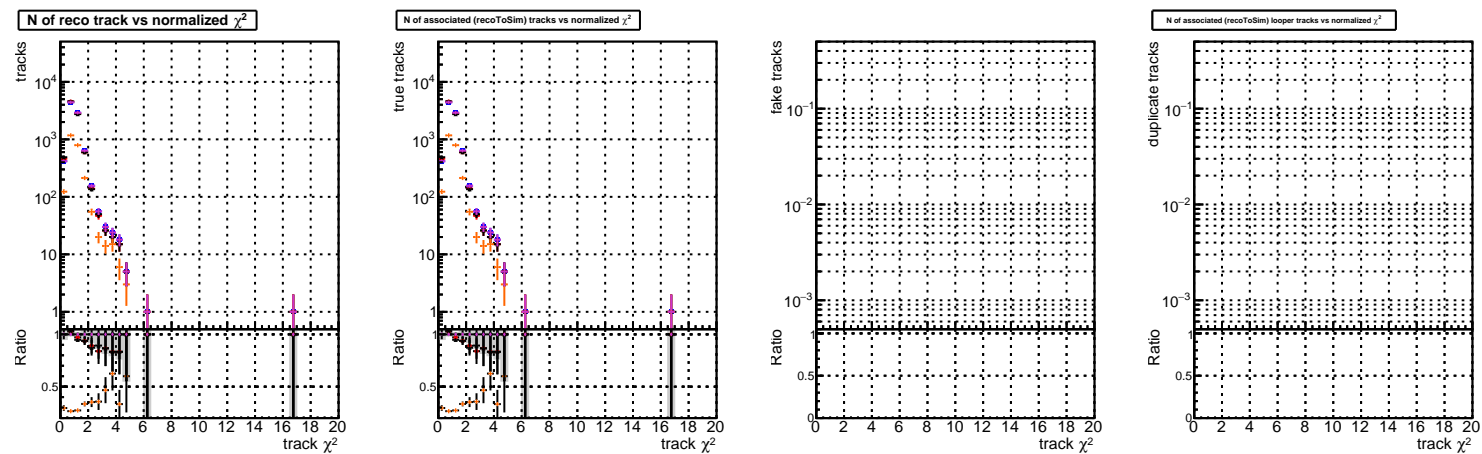 N of reco track vs normalized χ²
tracks
10⁴
10³
10²
10
1
Ratio
0.5
0 2 4 6 8 10 12 14 16 18 20
track χ²
N of associated (recoToSim) tracks vs normalized χ²
true tracks
10⁴
10³
10²
10
1
Ratio
0.5
0 2 4 6 8 10 12 14 16 18 20
track χ²
fake tracks
10⁻¹
10⁻²
10⁻³
Ratio
1
0.5
0
0 2 4 6 8 10 12 14 16 18 20
track χ²
N of associated (recoToSim) looper tracks vs normalized χ²
duplicate tracks
10⁻¹
10⁻²
10⁻³
Ratio
1
0.5
0
0 2 4 6 8 10 12 14 16 18 20
track χ²